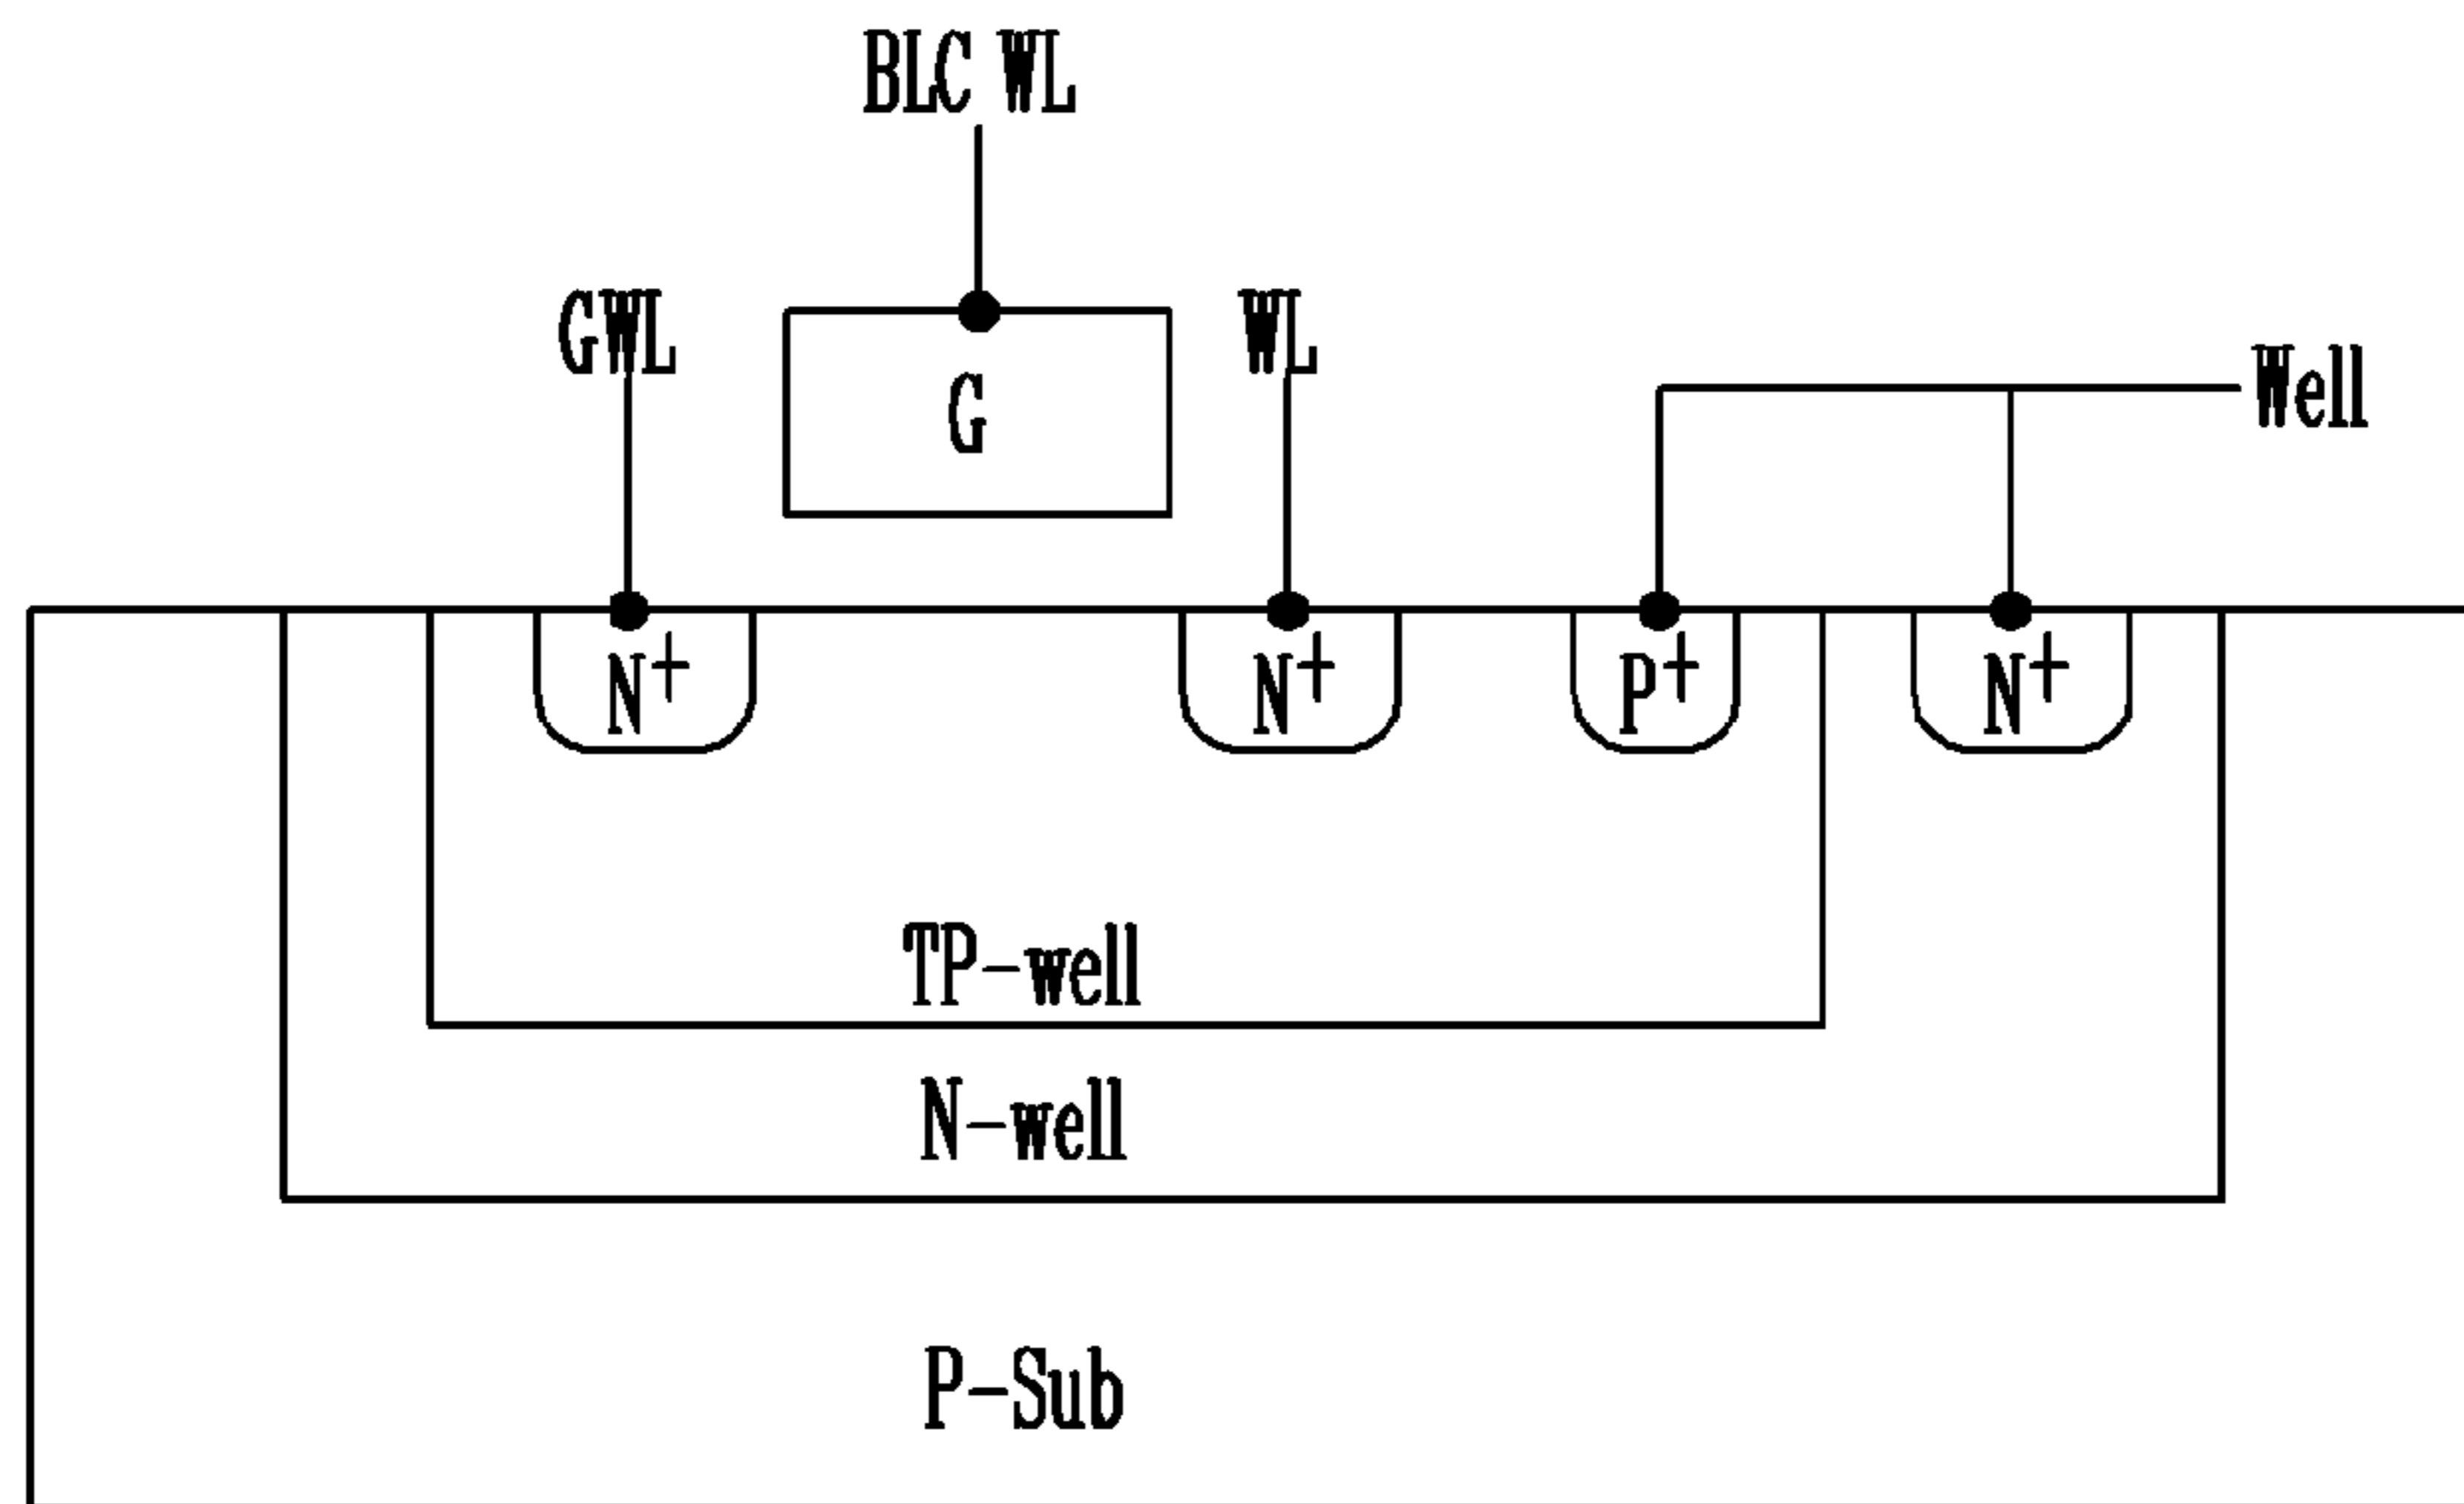 BLC WL
GWL
G
WL
Well
N+
N+
P+
N+
TP-well
N-well
P-Sub